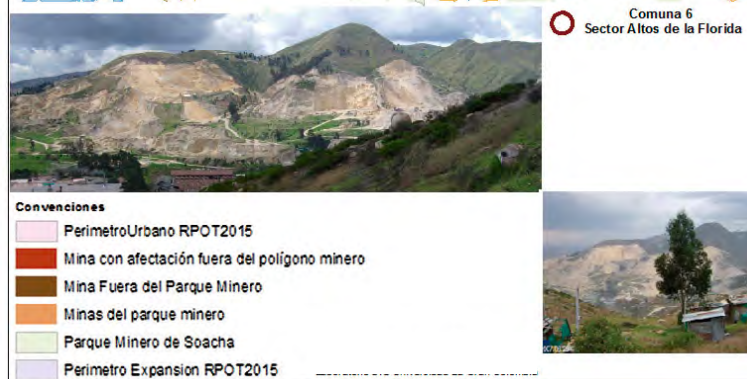 Comuna 6
Sector Altos de la Florida
Convenciones
PerimetroUrbano RPOT2015
Mina con afectación fuera del polígono minero
Mina Fuera del Parque Minero
Minas del parque minero
Parque Minero de Soacha
Perimetro Expansion RPOT2015